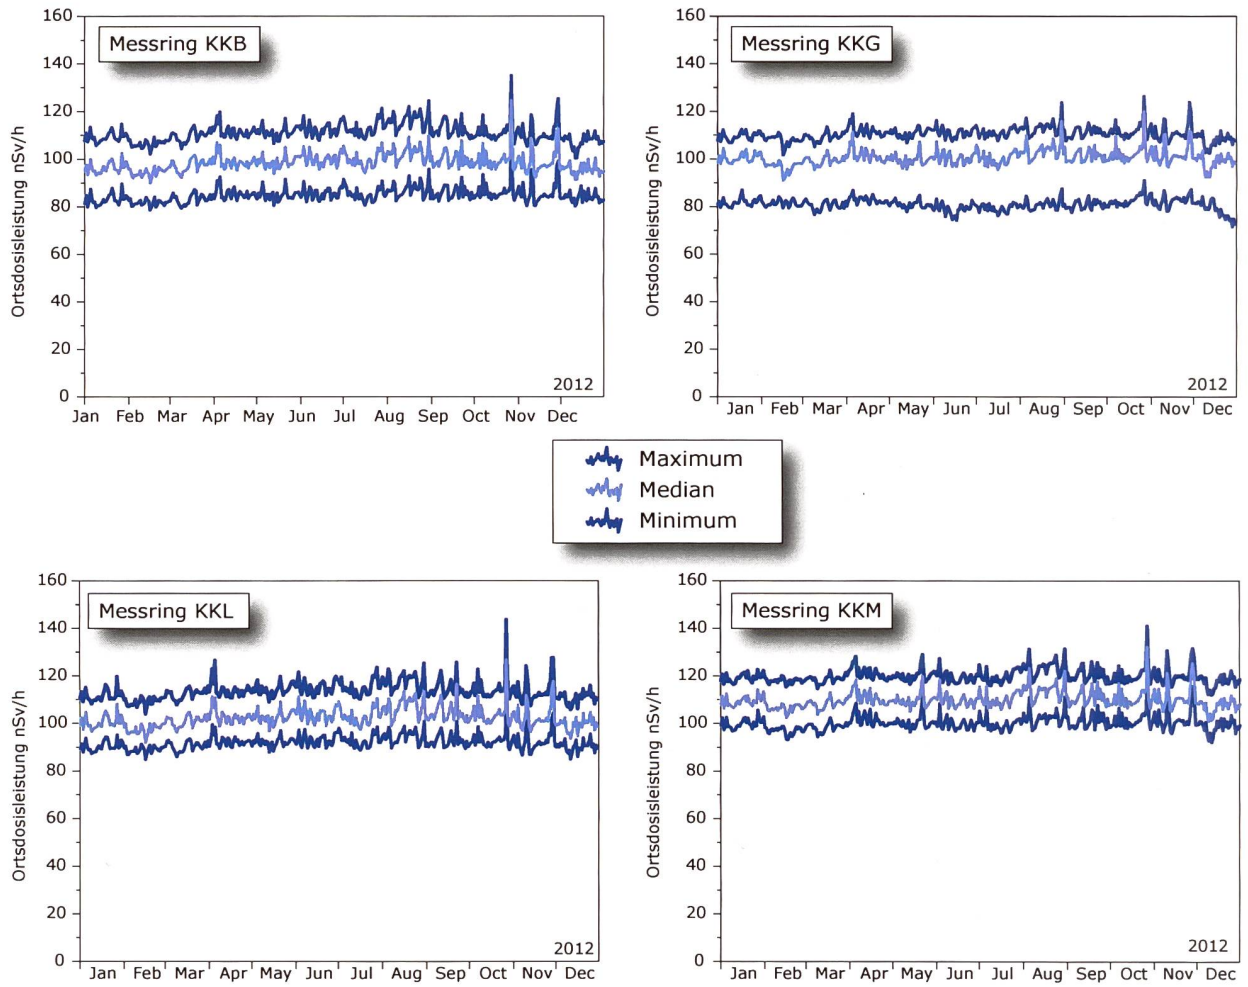 Messring KKB
Ortsdosisleistung nSv/h
160
140
120
100
80
60
40
20
0
2012
Jan Feb Mar Apr May Jun Jul Aug Sep Oct Nov Dec
Messring KKG
Ortsdosisleistung nSv/h
160
140
120
100
80
60
40
20
0
2012
Jan Feb Mar Apr May Jun Jul Aug Sep Oct Nov Dec
Maximum
Median
Minimum
Messring KKL
Ortsdosisleistung nSv/h
160
140
120
100
80
60
40
20
0
2012
Jan Feb Mar Apr May Jun Jul Aug Sep Oct Nov Dec
Messring KKM
Ortsdosisleistung nSv/h
160
140
120
100
80
60
40
20
0
2012
Jan Feb Mar Apr May Jun Jul Aug Sep Oct Nov Dec